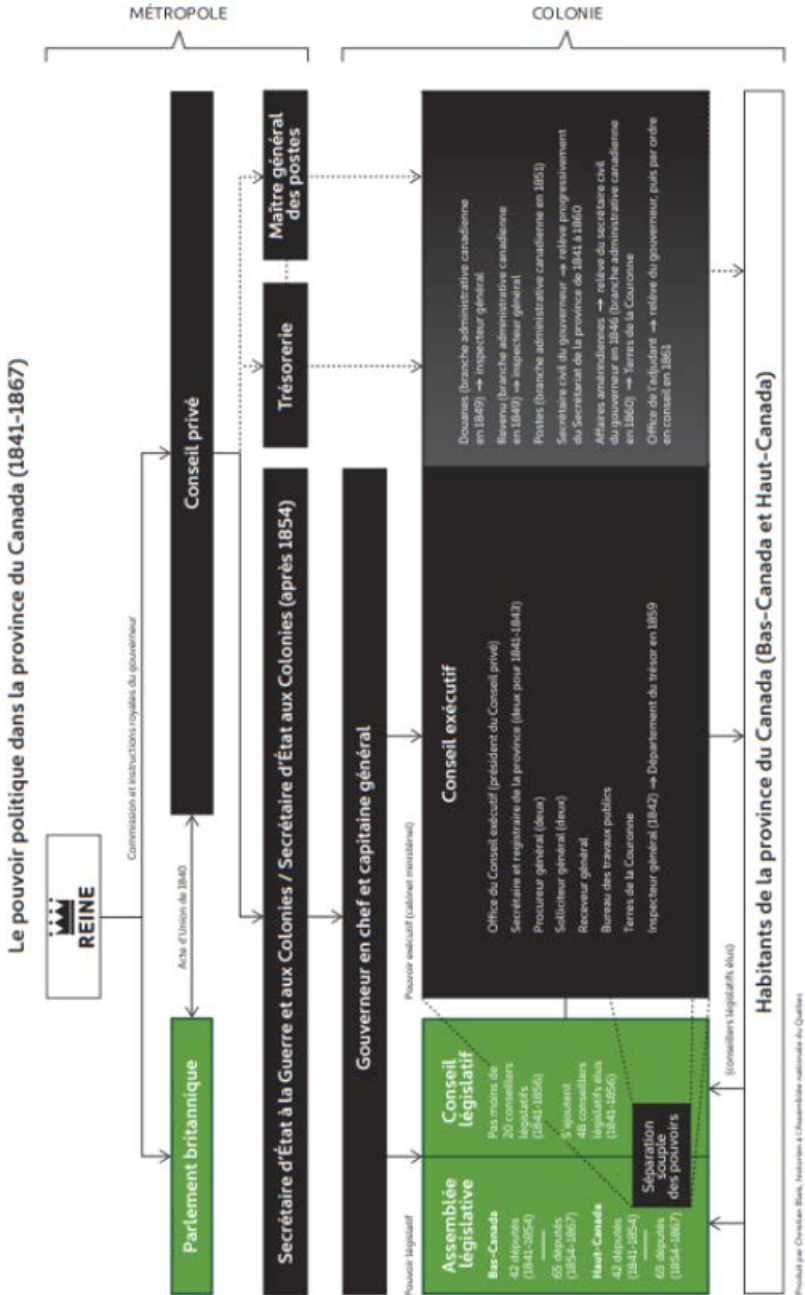 Le pouvoir politique dans la province du Canada (1841-1867)
MÉTROPOLE
COLONIE
REINE
Commission et instructions royales du gouverneur
Parlement britannique
Acte d'Union de 1840
Conseil privé
Secrétaire d'État à la Guerre et aux Colonies / Secrétaire d'État aux Colonies (après 1854)
Trésorerie
Maître général
des postes
Gouverneur en chef et capitaine général
Pouvoir législatif
Pouvoir exécutif (cabinet ministériel)
Assemblée
législative
Bas-Canada
42 députés
(1841-1854)
65 députés
(1854-1867)
Haut-Canada
42 députés
(1841-1854)
65 députés
(1854-1867)
Conseil
législatif
Pas moins de
20 conseillers
législatifs
(1841-1856)
S'ajoutent
48 conseillers
législatifs élus
(1841-1856)
Séparation
souple
des pouvoirs
Conseil exécutif
Office du Conseil exécutif (président du Conseil privé)
Secrétaire et registraire de la province (deux pour 1841-1843)
Procureur général (deux)
Solliciteur général (deux)
Receveur général
Bureau des travaux publics
Terres de la Couronne
Inspecteur général (1842) → Département du trésor en 1859
Douanes (branche administrative canadienne
en 1849) → inspecteur général
Revenu (branche administrative canadienne
en 1849) → inspecteur général
Postes (branche administrative canadienne en 1851)
Secrétaire civil du gouverneur → relève progressivement
du Secrétariat de la province de 1841 à 1860
Affaires amérindiennes → relève du secrétaire civil
du gouverneur en 1846 (branche administrative canadienne
en 1860) → Terres de la Couronne
Office de l'adjudant → relève du gouverneur, puis par ordre
en conseil en 1861
(conseillers législatifs élus)
Habitants de la province du Canada (Bas-Canada et Haut-Canada)
Produit par Christian Blais, historien à l'Assemblée nationale du Québec